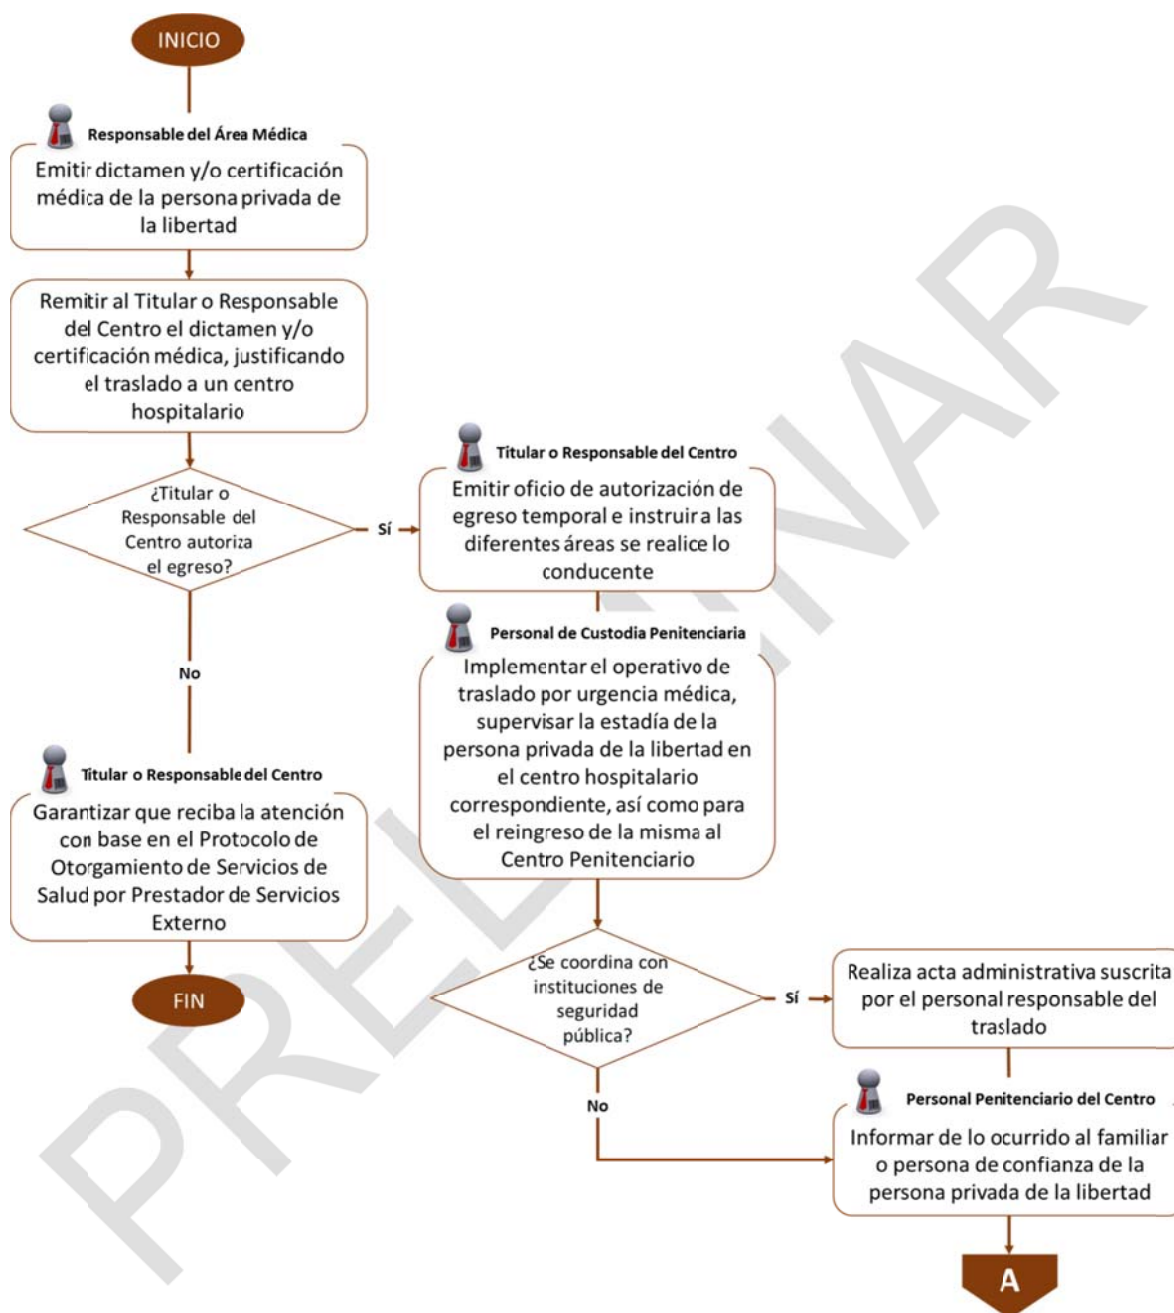 INICIO
Responsable del Área Médica
Emitir dictamen y/o certificación
médica de la persona privada de
la libertad
Remitir al Titular o Responsable
del Centro el dictamen y/o
certificación médica, justificando
el traslado a un centro
hospitalario
¿Titular o
Responsable del
Centro autoriza
el egreso?
Sí
Titular o Responsable del Centro
Emitir oficio de autorización de
egreso temporal e instruir a las
diferentes áreas se realice lo
conducente
No
Titular o Responsable del Centro
Garantizar que reciba la atención
con base en el Protocolo de
Otorgamiento de Servicios de
Salud por Prestador de Servicios
Externo
FIN
Personal de Custodia Penitenciaria
Implementar el operativo de
traslado por urgencia médica,
supervisar la estadía de la
persona privada de la libertad en
el centro hospitalario
correspondiente, así como para
el reingreso de la misma al
Centro Penitenciario
¿Se coordina con
instituciones de
seguridad
pública?
Sí
Realiza acta administrativa suscrita
por el personal responsable del
traslado
No
Personal Penitenciario del Centro
Informar de lo ocurrido al familiar
o persona de confianza de la
persona privada de la libertad
A
PRELIMINAR